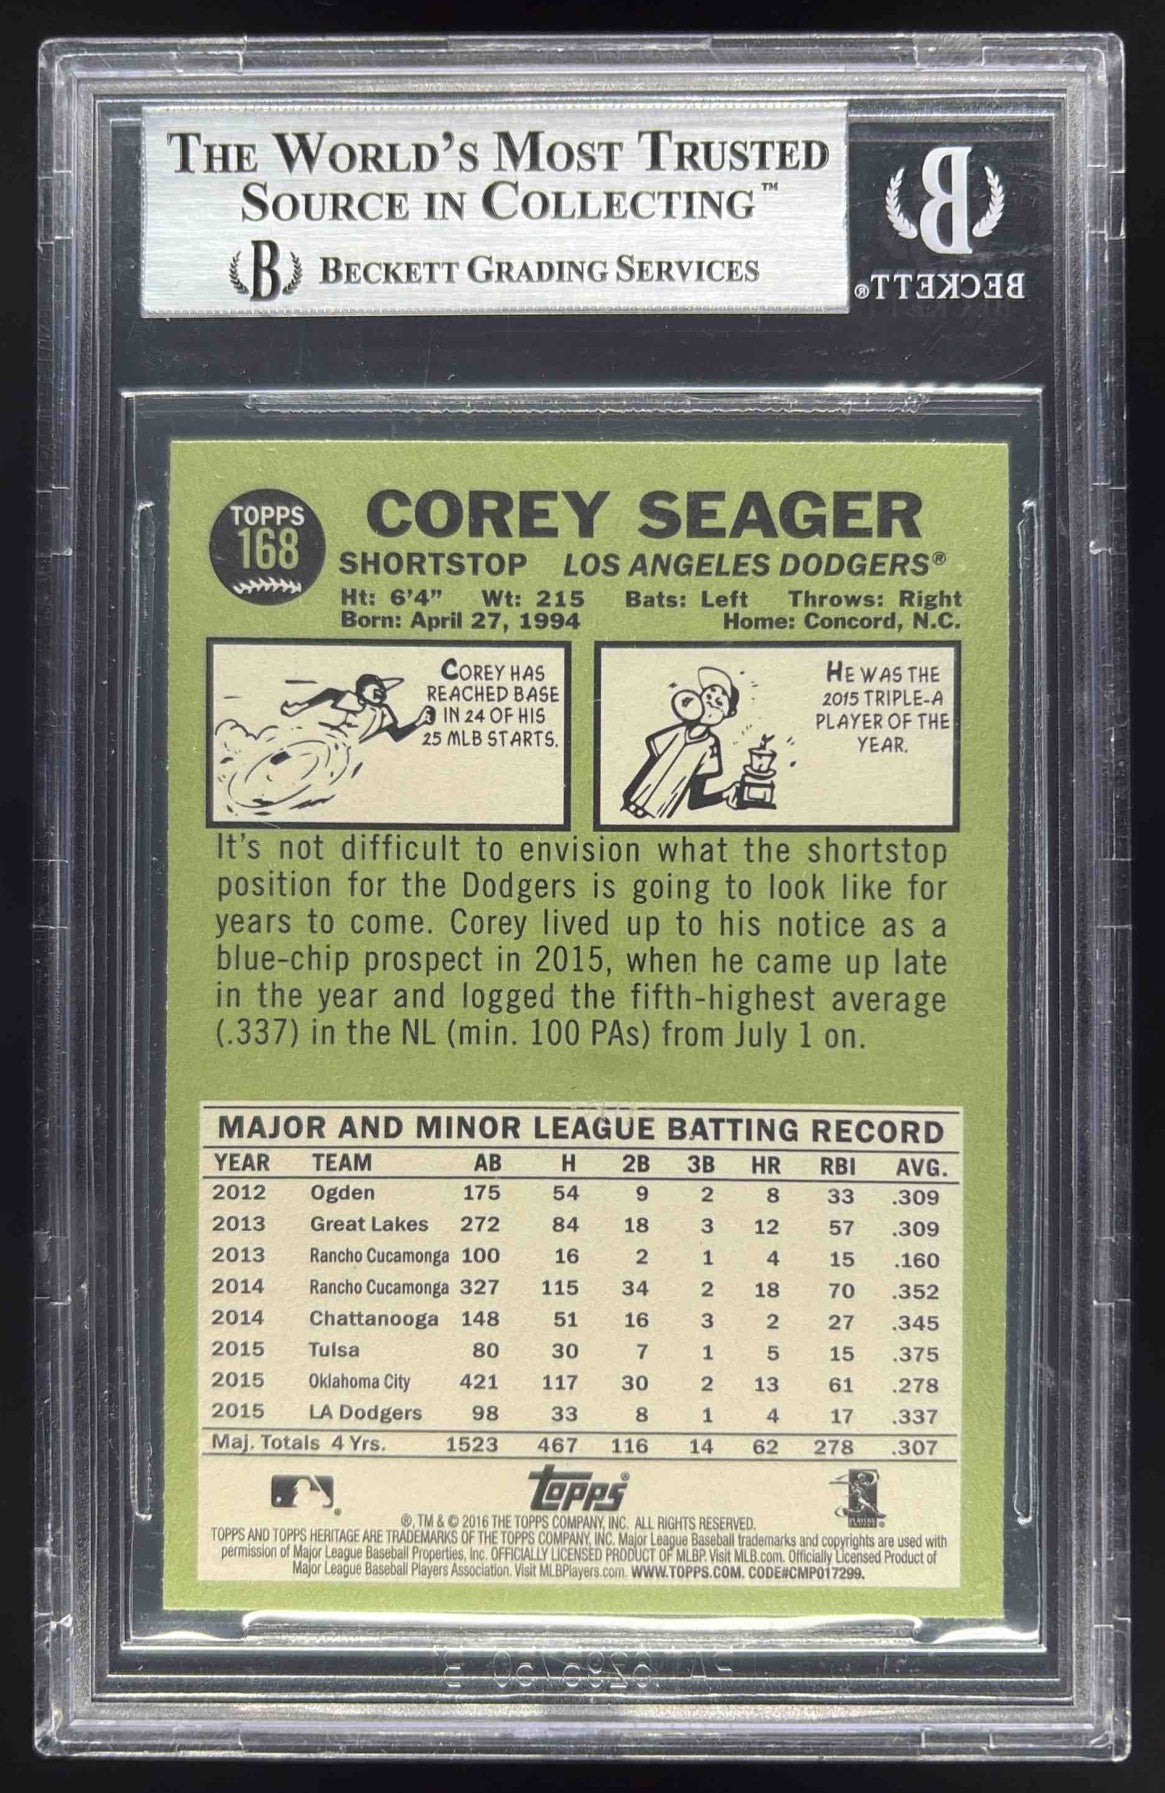 THE WORLD'S MOST TRUSTED
SOURCE IN COLLECTING™
B BECKETT GRADING SERVICES
B
BECKETT®
TOPPS
168
COREY SEAGER
SHORTSTOP LOS ANGELES DODGERS®
Ht: 6'4" Wt: 215 Bats: Left Throws: Right
Born: April 27, 1994 Home: Concord, N.C.
COREY HAS
REACHED BASE
IN 24 OF HIS
25 MLB STARTS.
HE WAS THE
2015 TRIPLE-A
PLAYER OF THE
YEAR.
It's not difficult to envision what the shortstop
position for the Dodgers is going to look like for
years to come. Corey lived up to his notice as a
blue-chip prospect in 2015, when he came up late
in the year and logged the fifth-highest average
(.337) in the NL (min. 100 PAs) from July 1 on.
MAJOR AND MINOR LEAGUE BATTING RECORD
YEAR TEAM AB H 2B 3B HR RBI AVG.
2012 Ogden 175 54 9 2 8 33 .309
2013 Great Lakes 272 84 18 3 12 57 .309
2013 Rancho Cucamonga 100 16 2 1 4 15 .160
2014 Rancho Cucamonga 327 115 34 2 18 70 .352
2014 Chattanooga 148 51 16 3 2 27 .345
2015 Tulsa 80 30 7 1 5 15 .375
2015 Oklahoma City 421 117 30 2 13 61 .278
2015 LA Dodgers 98 33 8 1 4 17 .337
Maj. Totals 4 Yrs. 1523 467 116 14 62 278 .307
topps®
®, TM & © 2016 THE TOPPS COMPANY, INC. ALL RIGHTS RESERVED.
TOPPS AND TOPPS HERITAGE ARE TRADEMARKS OF THE TOPPS COMPANY, INC. Major League Baseball trademarks and copyrights are used with
permission of Major League Baseball Properties, Inc. OFFICIALLY LICENSED PRODUCT OF MLBP. Visit MLB.com. Officially Licensed Product of
Major League Baseball Players Association. Visit MLBPlayers.com. WWW.TOPPS.COM. CODE#CMP017299.